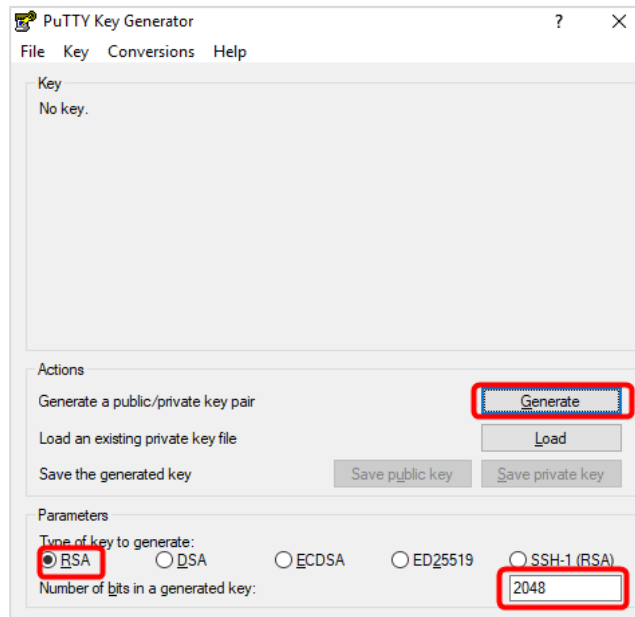 PuTTY Key Generator
? ×
File Key Conversions Help
Key
No key.
Actions
Generate a public/private key pair
Generate
Load an existing private key file
Load
Save the generated key
Save public key
Save private key
Parameters
Type of key to generate:
RSA DSA ECDSA ED25519 SSH-1 (RSA)
Number of bits in a generated key:
2048